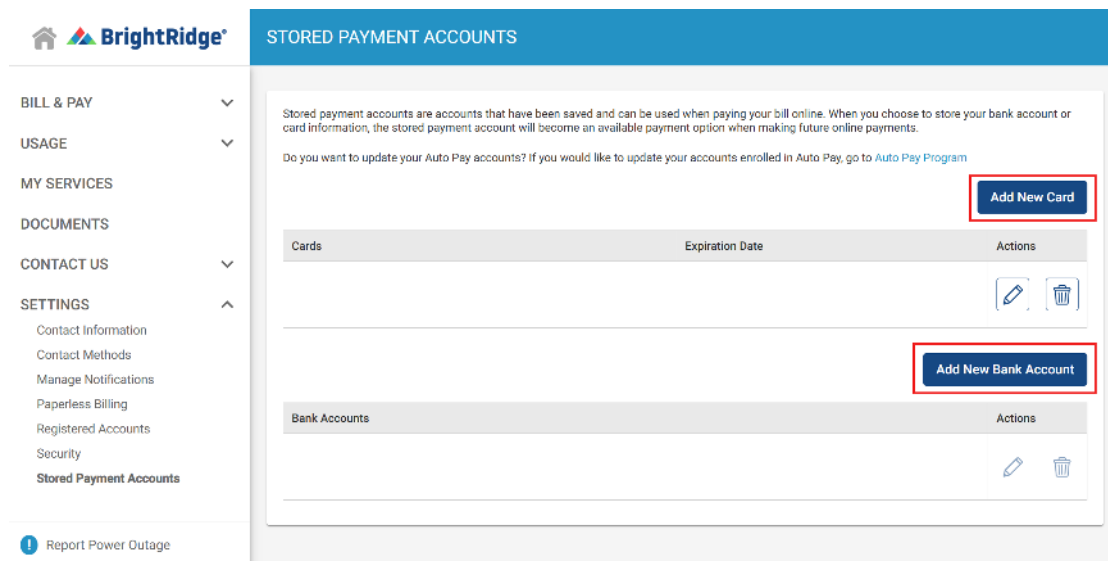 BrightRidge®
STORED PAYMENT ACCOUNTS
BILL & PAY
USAGE
MY SERVICES
DOCUMENTS
CONTACT US
SETTINGS
Contact Information
Contact Methods
Manage Notifications
Paperless Billing
Registered Accounts
Security
Stored Payment Accounts
! Report Power Outage
Stored payment accounts are accounts that have been saved and can be used when paying your bill online. When you choose to store your bank account or
card information, the stored payment account will become an available payment option when making future online payments.
Do you want to update your Auto Pay accounts? If you would like to update your accounts enrolled in Auto Pay, go to Auto Pay Program
Add New Card
Cards Expiration Date Actions
Add New Bank Account
Bank Accounts Actions